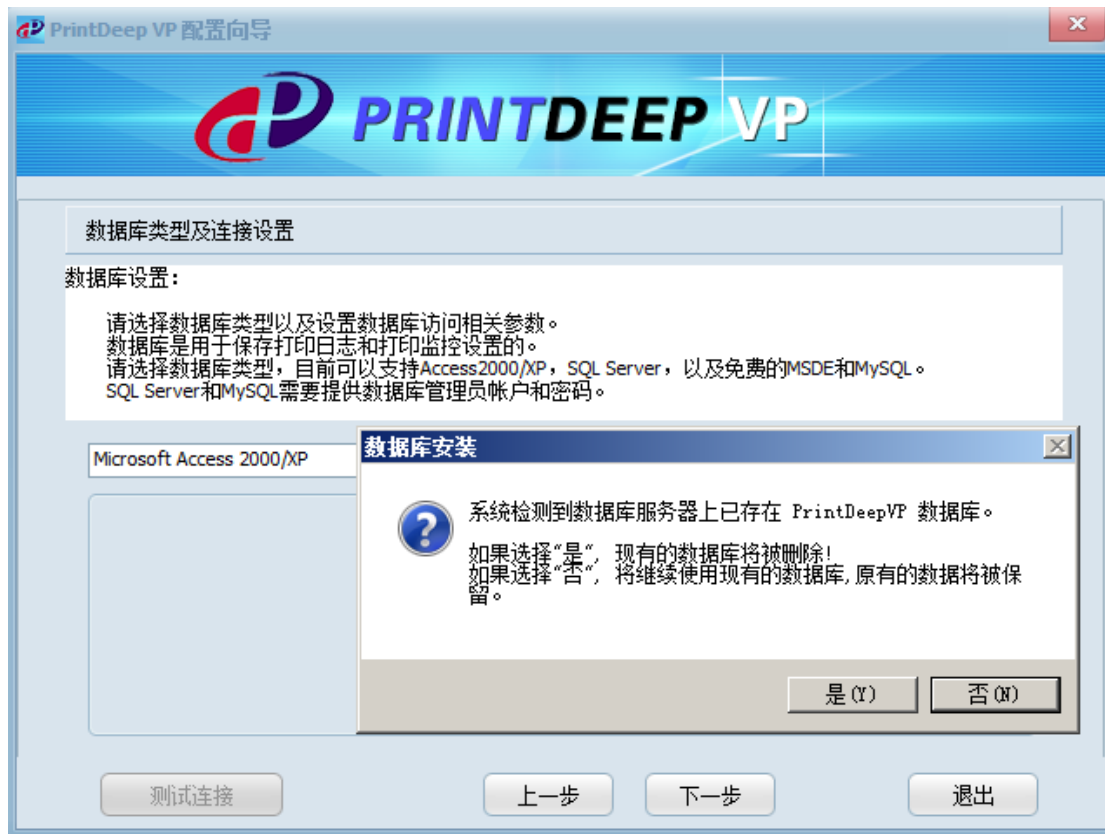 PrintDeep VP 配置向导
PRINTDEEP VP
数据库类型及连接设置
数据库设置：
请选择数据库类型以及设置数据库访问相关参数。
数据库是用于保存打印日志和打印监控设置的。
请选择数据库类型，目前可以支持Access2000/XP，SQL Server，以及免费的MSDE和MySQL。
SQL Server和MySQL需要提供数据库管理员帐户和密码。
Microsoft Access 2000/XP
数据库安装
系统检测到数据库服务器上已存在 PrintDeepVP 数据库。
如果选择"是", 现有的数据库将被删除!
如果选择"否", 将继续使用现有的数据库,原有的数据将被保
留。
是(Y)
否(N)
测试连接
上一步
下一步
退出